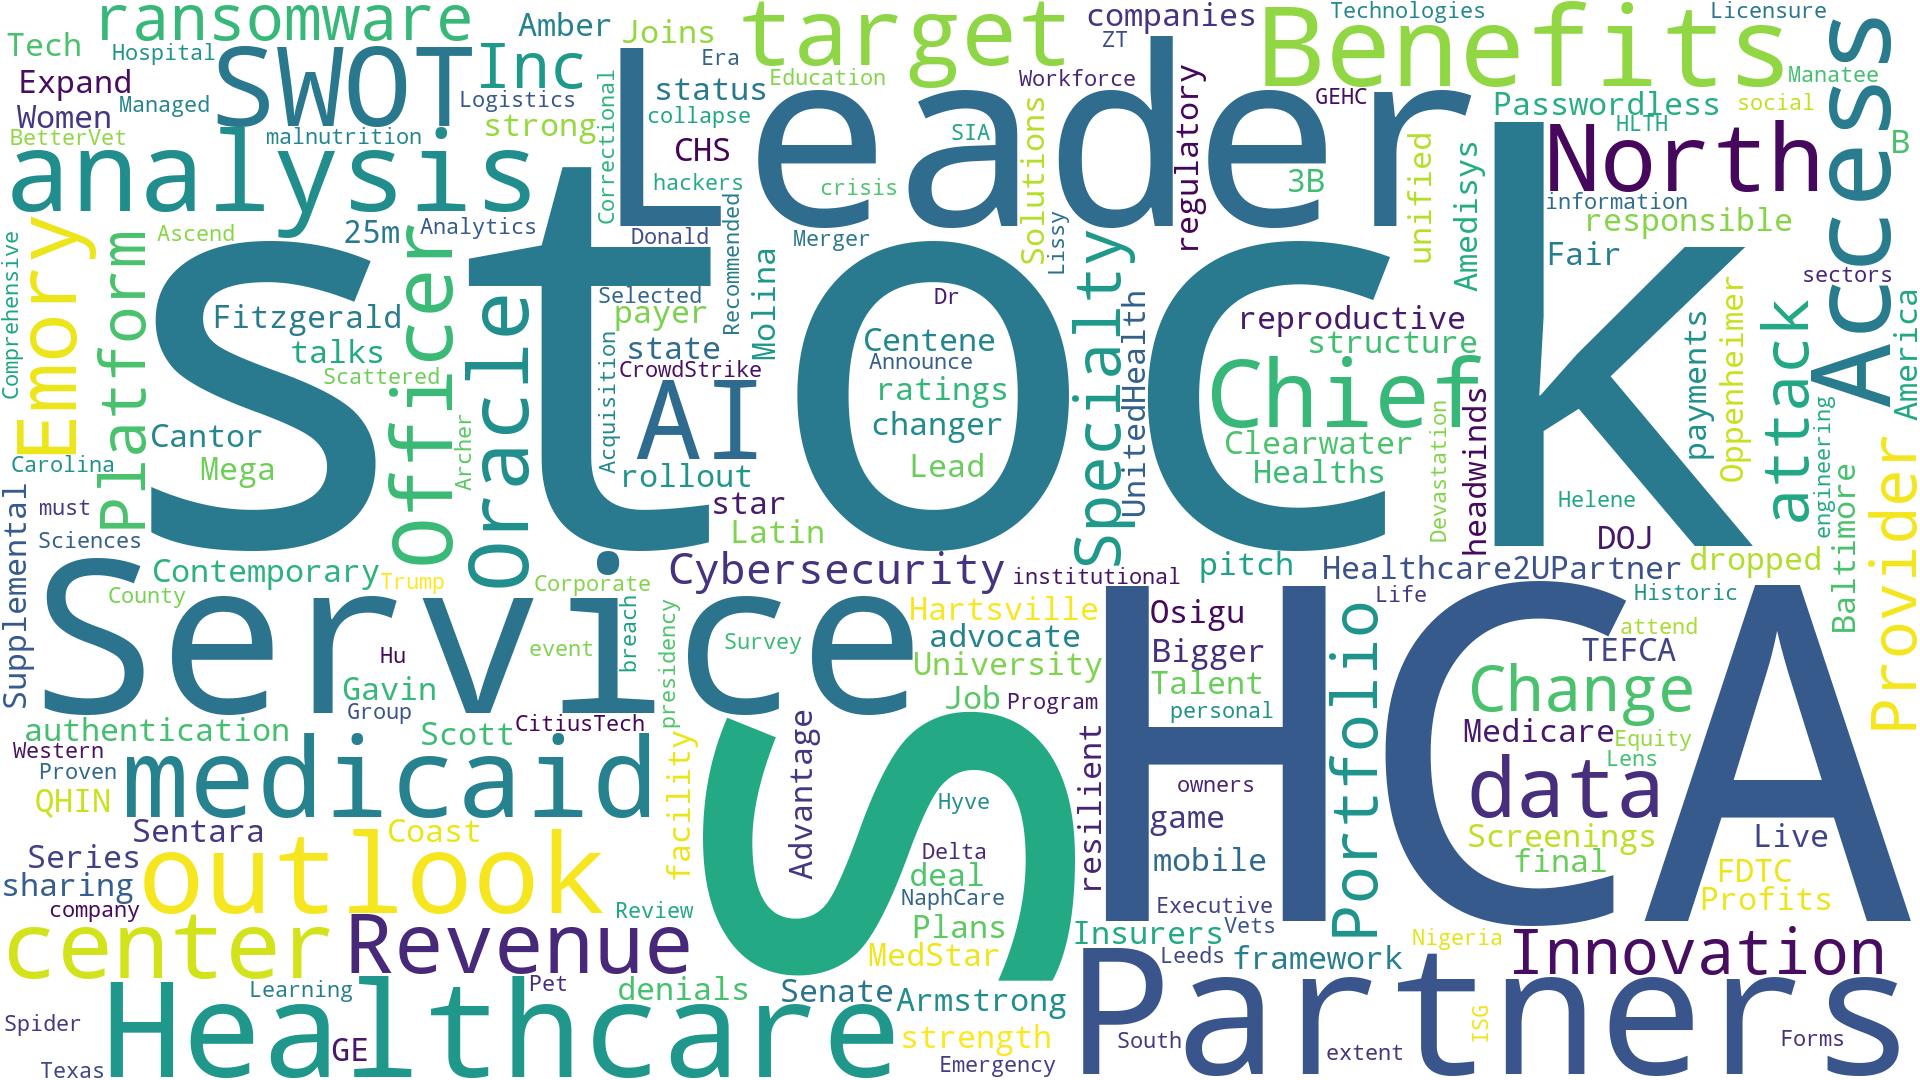 ransomware
Amber
Joins
target
companies
Benefits
Technologies
Licensure
Tech
Hospital
SWOT
Inc
Era
ZT
Access
Expand
Leader
status
Education
Workforce
GEHC
Manatee
Women
Managed
Logistics
strong
collapse
Solutions
regulatory
Passwordless
social
BetterVet
malnutrition
Correctional
CHS
SIA
HLTH
B
analysis
hackers
crisis
3B
unified
Amedisys
North
Emory
Ascend
25m
Analytics
Donald
Recommended
Merger
Lissy
information
responsible
Comprehensive
Platform
Officer
stock
Molina
Specialty
Fair
sectors
Fitzgerald
Oracle
Selected
payer
Dr
UnitedHealth
reproductive
payments
Oppenheimer
attack
America
talks
Acquisition
state
Centene
structure
Scattered
CrowdStrike
Announce
AI
ratings
Chief
headwinds
changer
Cantor
Archer
Clearwater
Devastation
engineering
Carolina
Mega
rollout
Lead
Healths
Baltimore
Provider
Supplemental
must
star
Helene
Sciences
Latin
DOJ
Contemporary
Trump
Corporate
Cybersecurity
institutional
pitch
Healthcare2UPartner
dropped
County
Service
breach
presidency
Hartsville
HCA
Osigu
Portfolio
Life
Historic
event
Survey
advocate
attend
Hu
University
Bigger
TEFCA
Gavin
Job
Program
Talent
Change
Group
personal
authentication
Scott
CitiusTech
S
Advantage
resilient
Medicare
Equity
Western
facility
Lens
Proven
medicaid
owners
data
QHIN
Hyve
game
Sentara
Coast
Screenings
Live
Series
outlook
Delta
mobile
final
sharing
deal
FDTC
company
Review
NaphCare
Executive
Profits
center
Revenue
Plans
Insurers
Vets
Nigeria
Innovation
MedStar
Leeds
framework
Learning
Pet
denials
Senate
Armstrong
Partners
Healthcare
Spider
GE
strength
South
ISG
Forms
Texas
Emergency
extent